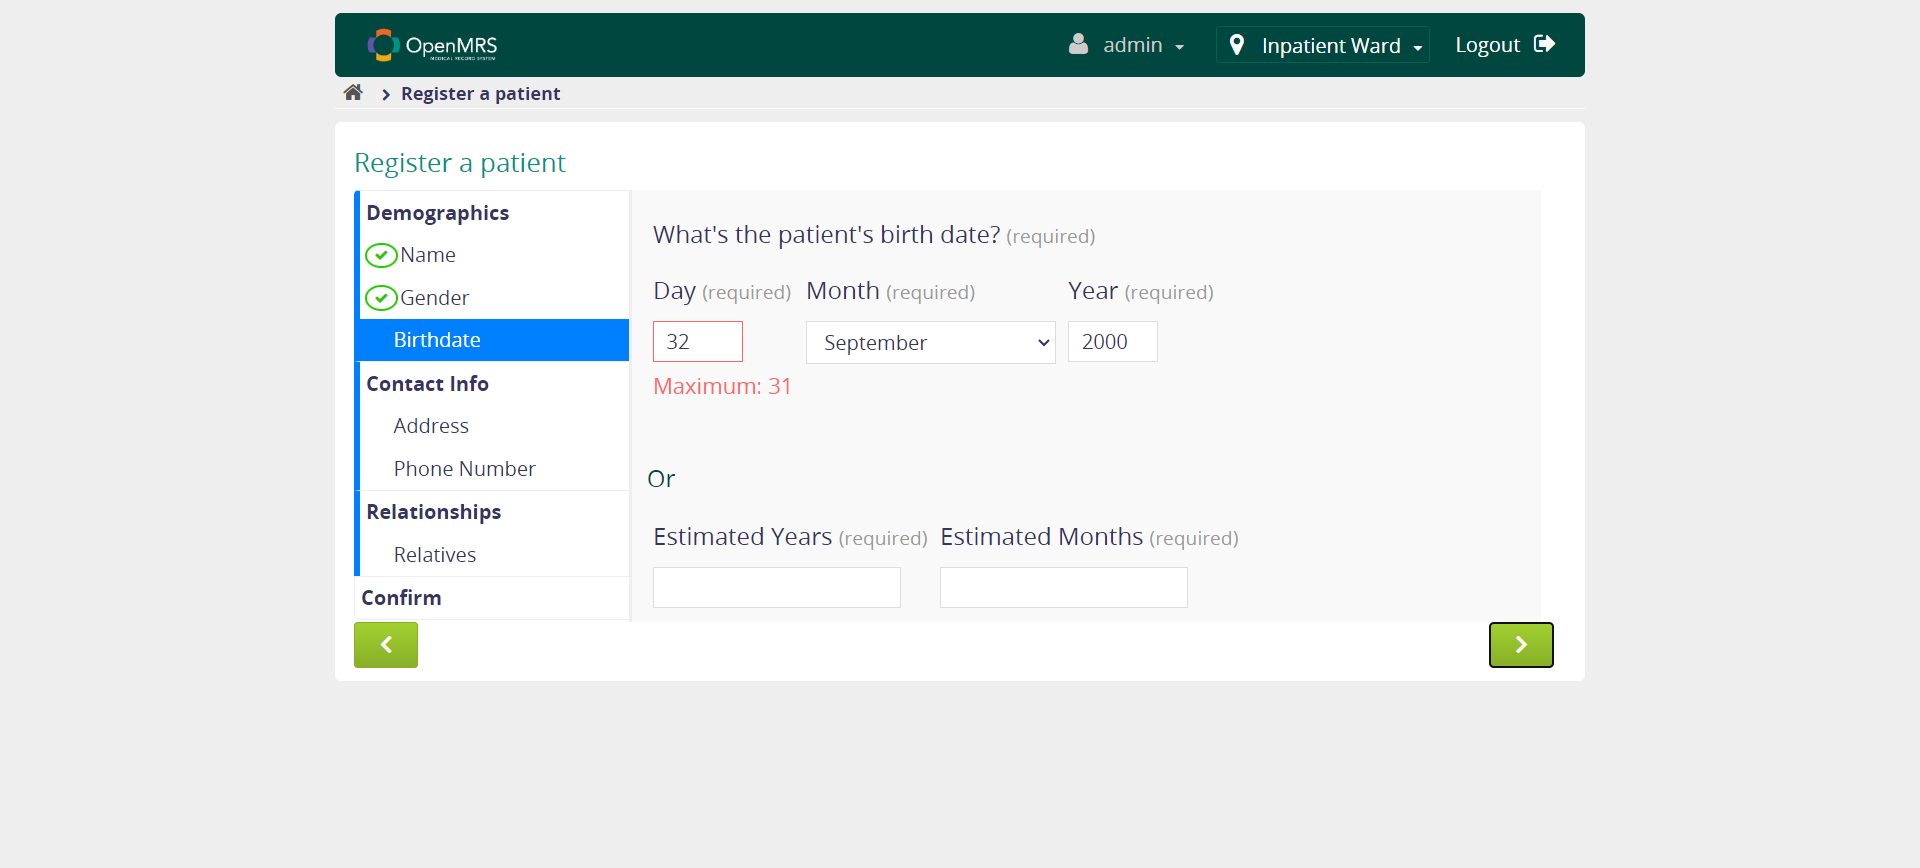 OpenMRS
MEDICAL RECORD SYSTEM
admin
Inpatient Ward
Logout
Register a patient
Register a patient
Demographics
Name
Gender
Birthdate
Contact Info
Address
Phone Number
Relationships
Relatives
Confirm
What's the patient's birth date? (required)
Day (required) Month (required) Year (required)
32 September 2000
Maximum: 31
Or
Estimated Years (required) Estimated Months (required)